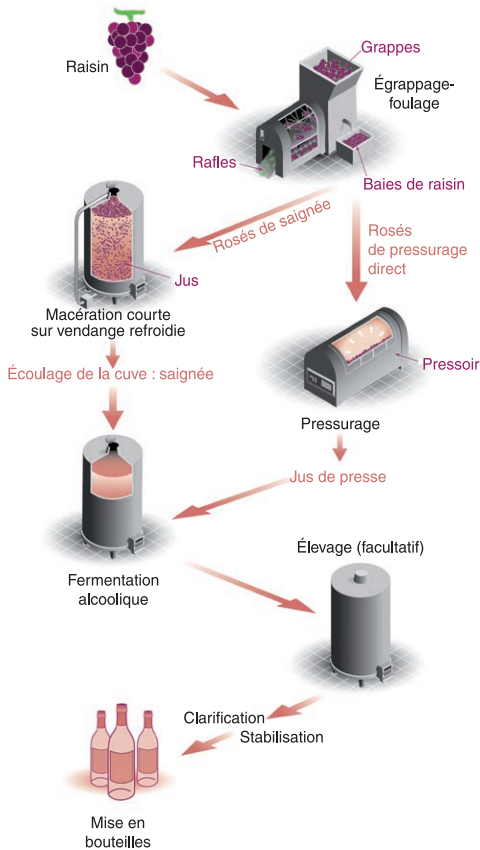 Raisin
Grappes
Égrappage-
foulage
Rafles
Baies de raisin
Rosés de saignée
Rosés
de pressurage
direct
Jus
Macération courte
sur vendange refroidie
Écoulage de la cuve : saignée
Pressoir
Pressurage
Jus de presse
Fermentation
alcoolique
Élevage (facultatif)
Clarification
Stabilisation
Mise en
bouteilles